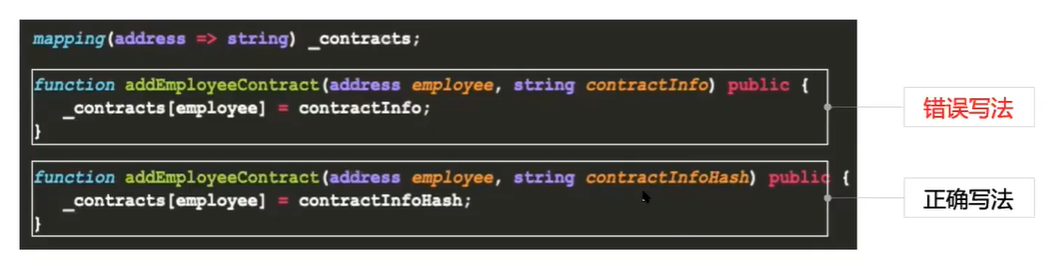 mapping(address => string) _contracts;
function addEmployeeContract(address employee, string contractInfo) public {
_contracts[employee] = contractInfo;
}
错误写法
function addEmployeeContract(address employee, string contractInfoHash) public {
_contracts[employee] = contractInfoHash;
}
正确写法